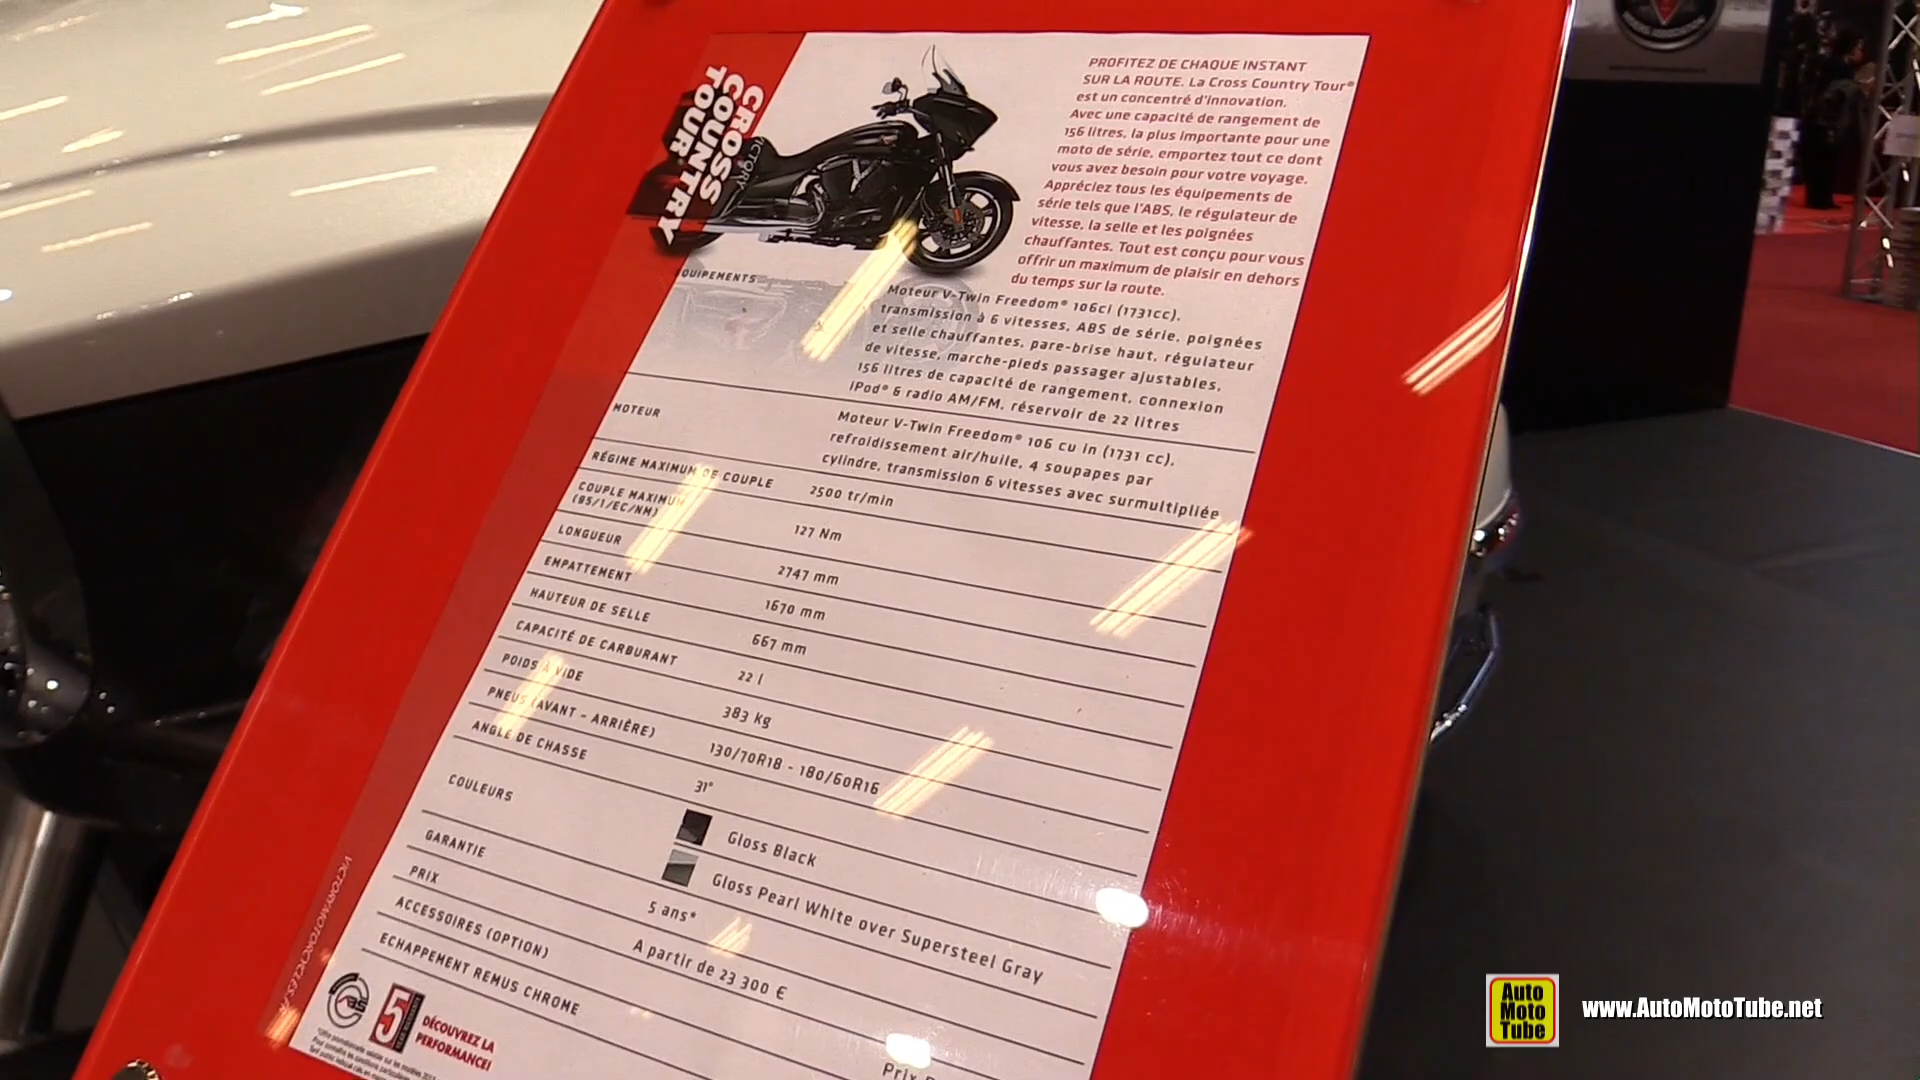 CROSS
COUNTRY
TOUR
VICTORY
PROFITEZ DE CHAQUE INSTANT
SUR LA ROUTE. La Cross Country Tour®
est un concentré d'innovation.
Avec une capacité de rangement de
156 litres, la plus importante pour une
moto de série, emportez tout ce dont
vous avez besoin pour votre voyage.
Appréciez tous les équipements de
série tels que l'ABS, le régulateur de
vitesse, la selle et les poignées
chauffantes. Tout est conçu pour vous
offrir un maximum de plaisir en dehors
du temps sur la route.
EQUIPEMENTS
Moteur V-Twin Freedom® 106ci (1731cc),
transmission à 6 vitesses, ABS de série, poignées
et selle chauffantes, pare-brise haut, régulateur
de vitesse, marche-pieds passager ajustables,
156 litres de capacité de rangement, connexion
iPod® & radio AM/FM, réservoir de 22 litres
MOTEUR
Moteur V-Twin Freedom® 106 cu in (1731 cc),
refroidissement air/huile, 4 soupapes par
cylindre, transmission 6 vitesses avec surmultipliée
RÉGIME MAXIMUM DE COUPLE 2500 tr/min
COUPLE MAXIMUM
(95/1/EC/NM) 127 Nm
LONGUEUR 2747 mm
EMPATTEMENT 1670 mm
HAUTEUR DE SELLE 667 mm
CAPACITÉ DE CARBURANT 22 l
POIDS À VIDE 383 kg
PNEUS (AVANT - ARRIÈRE) 130/70R18 - 180/60R16
ANGLE DE CHASSE 31°
COULEURS
Gloss Black
Gloss Pearl White over Supersteel Gray
GARANTIE 5 ans*
PRIX A partir de 23 300 €
ACCESSOIRES (OPTION)
ECHAPPEMENT REMUS CHROME
Prix
ABS
5
DÉCOUVREZ LA
PERFORMANCE!
Auto
Moto
Tube
www.AutoMotoTube.net